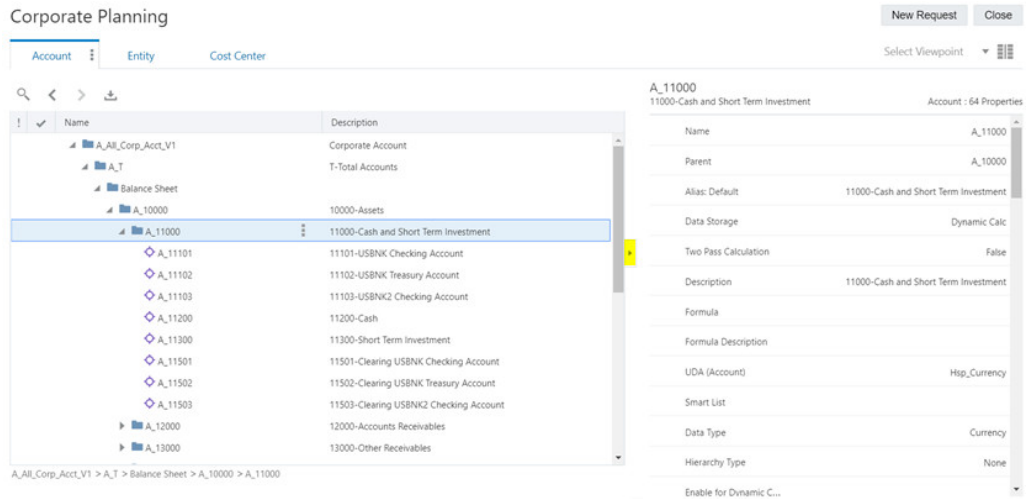 Corporate Planning
New Request
Close
Account
Entity
Cost Center
Select Viewpoint
! Name Description
A_All_Corp_Acct_V1 Corporate Account
A_T T-Total Accounts
Balance Sheet
A_10000 10000-Assets
A_11000 11000-Cash and Short Term Investment
A_11101 11101-USBNK Checking Account
A_11102 11102-USBNK Treasury Account
A_11103 11103-USBNK2 Checking Account
A_11200 11200-Cash
A_11300 11300-Short Term Investment
A_11501 11501-Clearing USBNK Checking Account
A_11502 11502-Clearing USBNK Treasury Account
A_11503 11503-Clearing USBNK2 Checking Account
A_12000 12000-Accounts Receivables
A_13000 13000-Other Receivables
A_All_Corp_Acct_V1 > A_T > Balance Sheet > A_10000 > A_11000
A_11000
11000-Cash and Short Term Investment Account : 64 Properties
Name A_11000
Parent A_10000
Alias: Default 11000-Cash and Short Term Investment
Data Storage Dynamic Calc
Two Pass Calculation False
Description 11000-Cash and Short Term Investment
Formula
Formula Description
UDA (Account) Hsp_Currency
Smart List
Data Type Currency
Hierarchy Type None
Enable for Dynamic C...